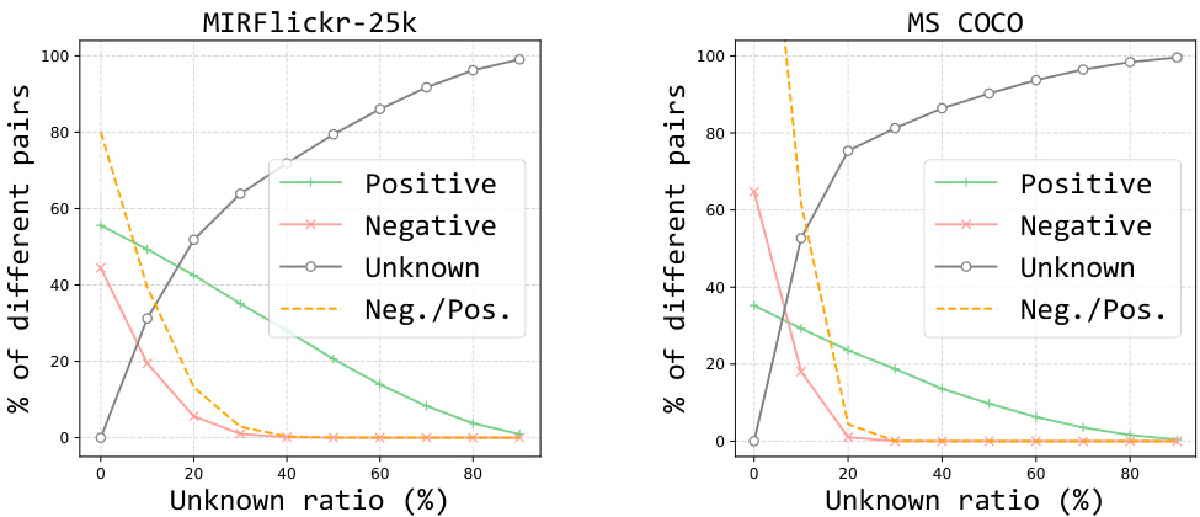 MIRFlickr-25k
% of different pairs
100
80
60
40
20
0
Positive
Negative
Unknown
Neg./Pos.
0 20 40 60 80
Unknown ratio (%)
MS COCO
% of different pairs
100
80
60
40
20
0
Positive
Negative
Unknown
Neg./Pos.
0 20 40 60 80
Unknown ratio (%)